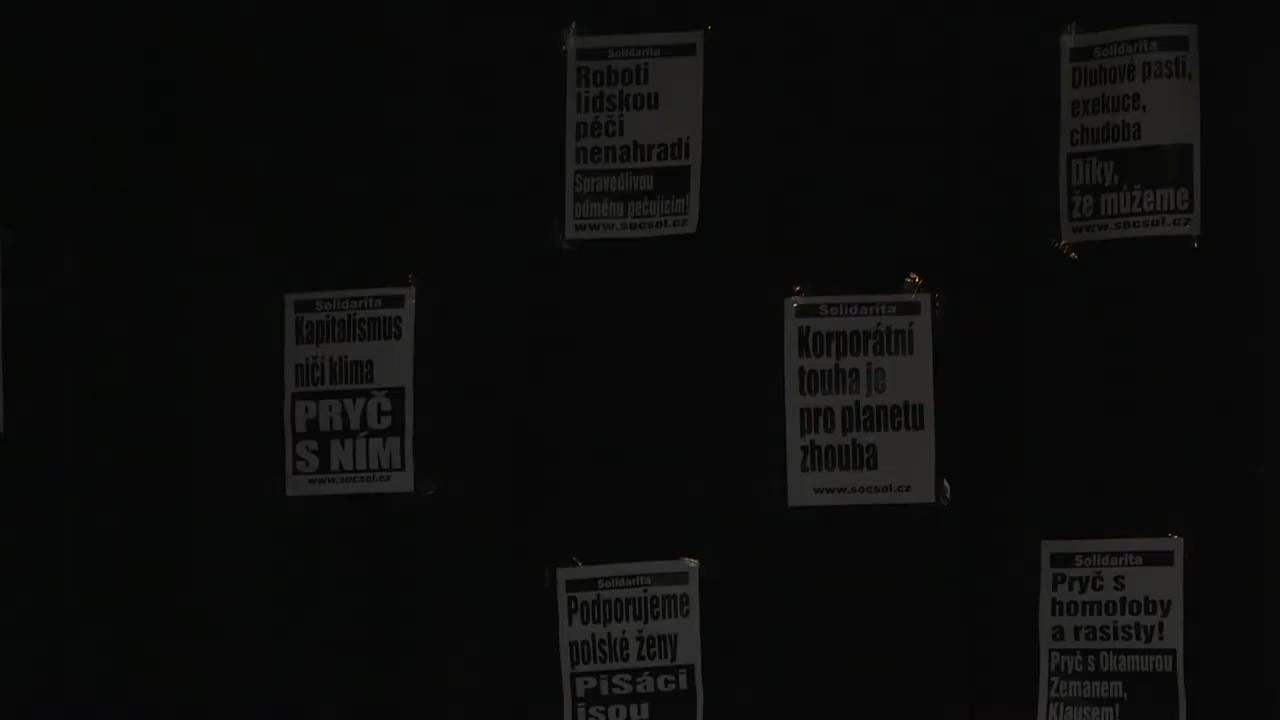 Solidarita
Roboti
lidskou
péči
nenahradí
Spravedlivou
odměnu pečujícím!
www.socsol.cz
Solidarita
Dluhové pasti,
exekuce,
chudoba
Díky,
že můžeme
www.socsol.cz
Solidarita
Kapitalismus
ničí klima
PRYČ
S NÍM
www.socsol.cz
Solidarita
Korporátní
touha je
pro planetu
zhouba
www.socsol.cz
Solidarita
Podporujeme
polské ženy
PiSáci
jsou
Solidarita
Pryč s
homofoby
a rasisty!
Pryč s Okamurou
Zemanem,
Klausem!